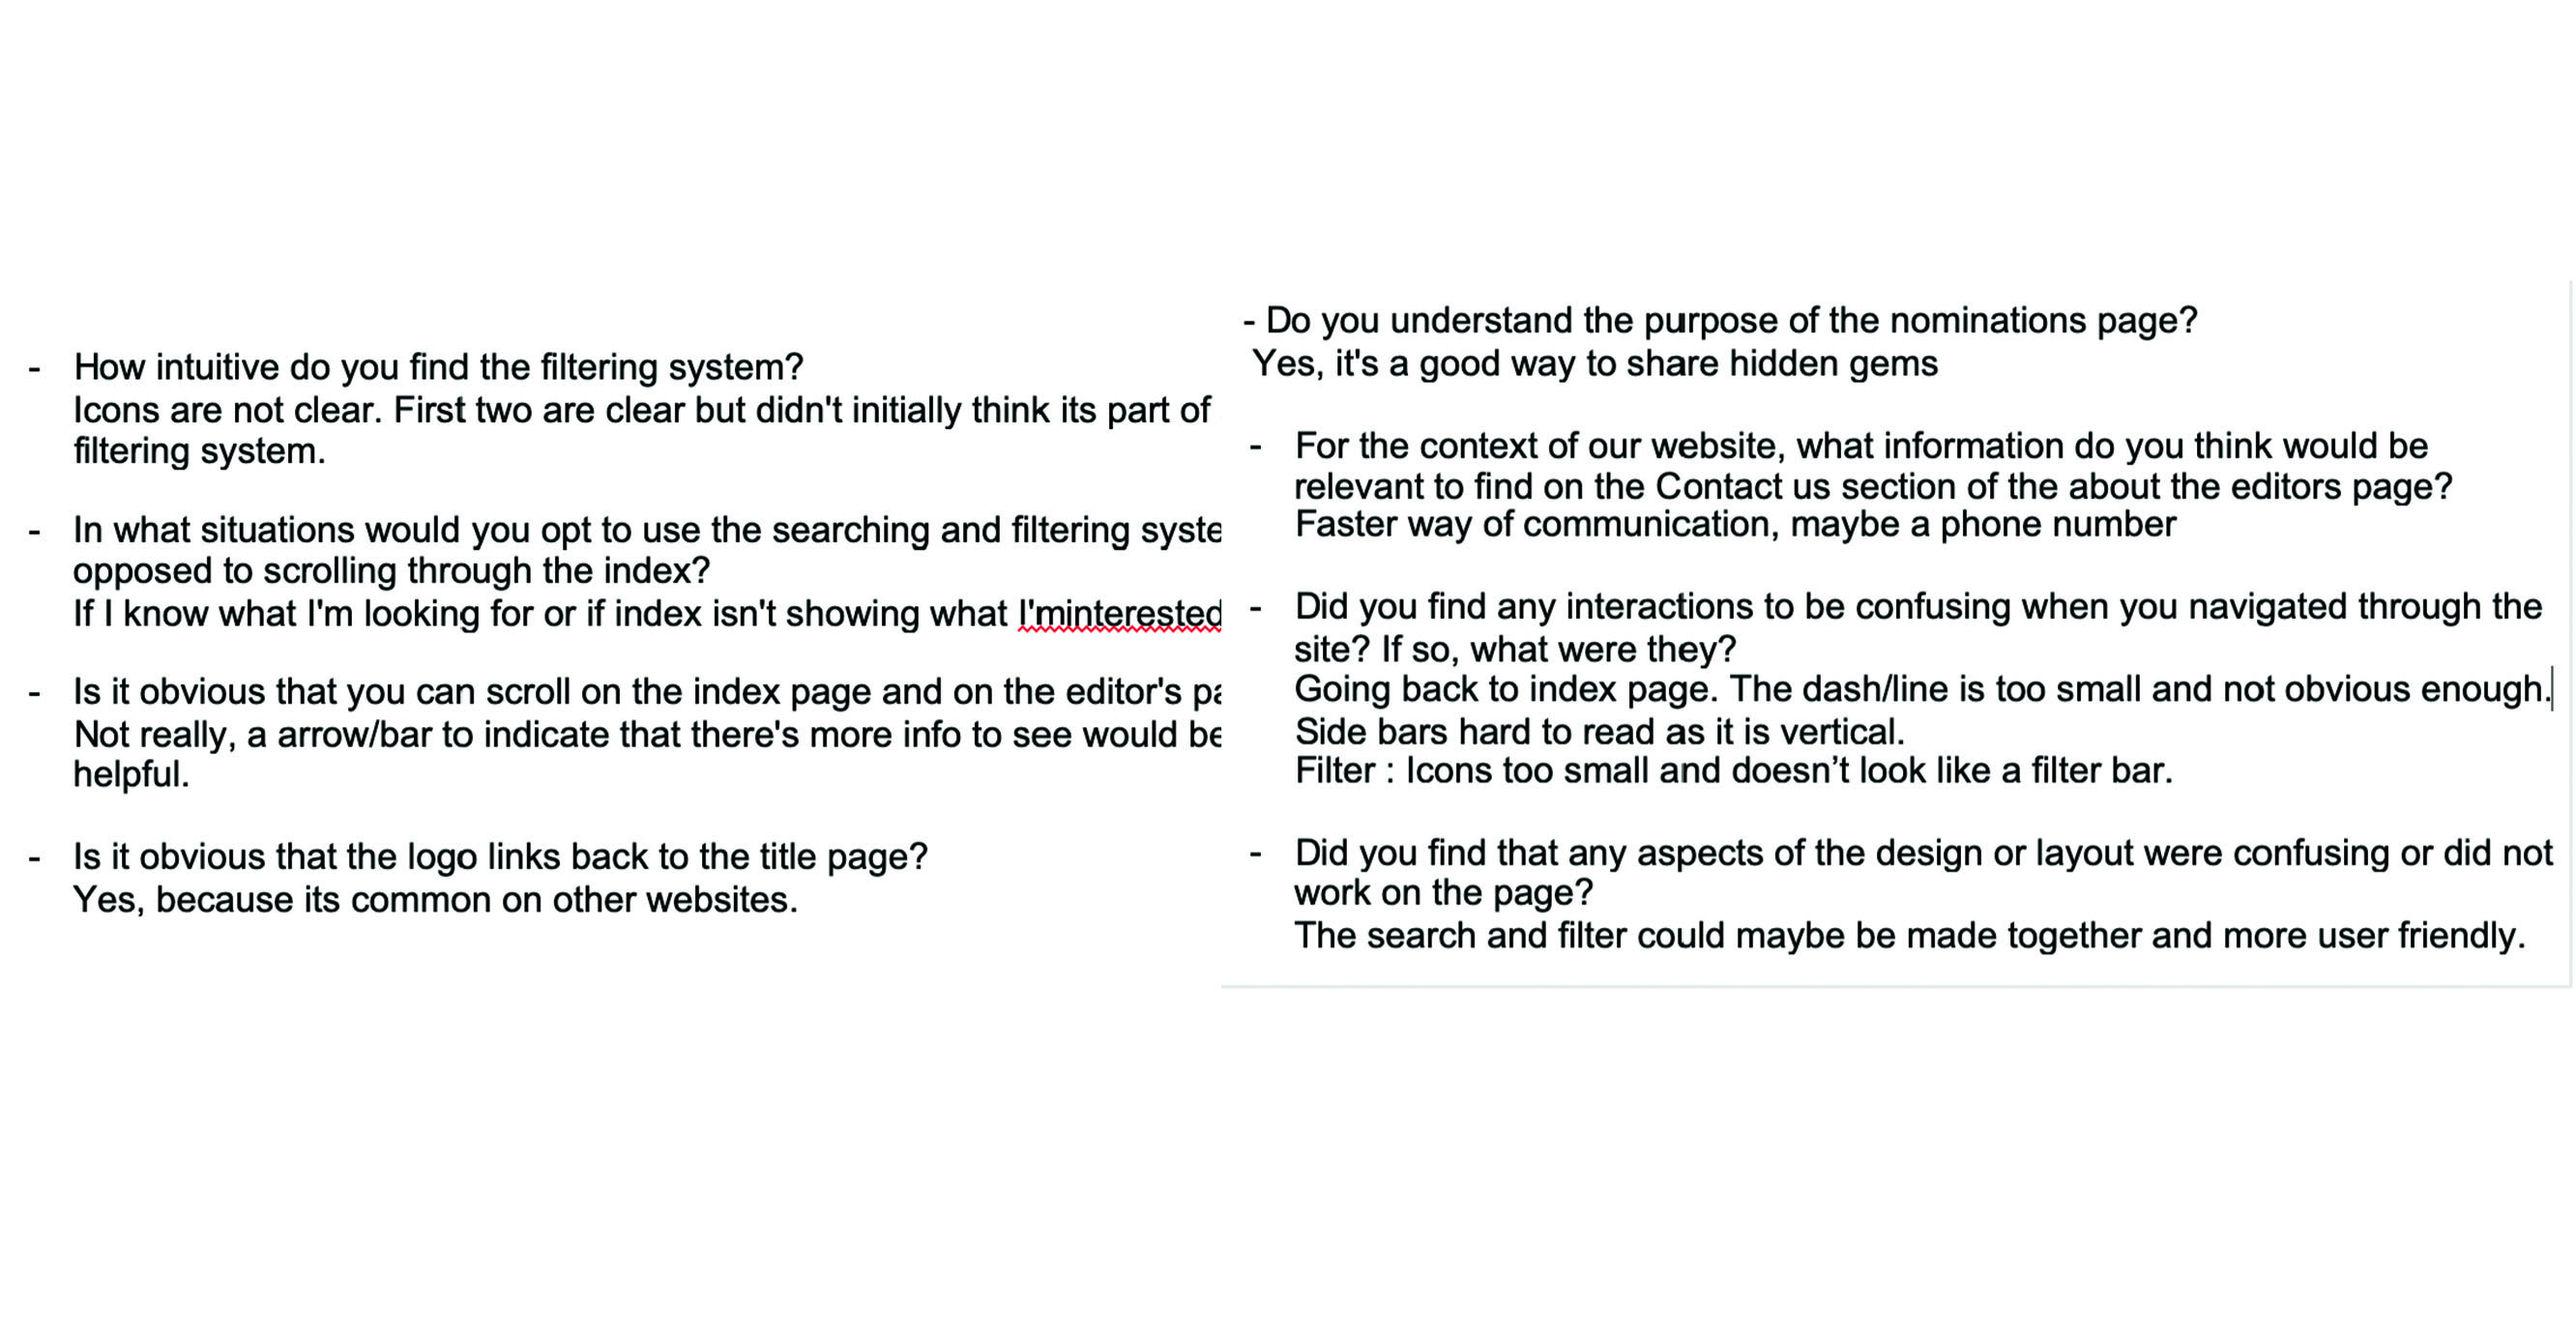 - How intuitive do you find the filtering system?
Icons are not clear. First two are clear but didn't initially think its part of
filtering system.
- In what situations would you opt to use the searching and filtering syste
opposed to scrolling through the index?
If I know what I'm looking for or if index isn't showing what I'minterested
- Is it obvious that you can scroll on the index page and on the editor's pa
Not really, a arrow/bar to indicate that there's more info to see would be
helpful.
- Is it obvious that the logo links back to the title page?
Yes, because its common on other websites.
- Do you understand the purpose of the nominations page?
Yes, it's a good way to share hidden gems
- For the context of our website, what information do you think would be
relevant to find on the Contact us section of the about the editors page?
Faster way of communication, maybe a phone number
- Did you find any interactions to be confusing when you navigated through the
site? If so, what were they?
Going back to index page. The dash/line is too small and not obvious enough.
Side bars hard to read as it is vertical.
Filter : Icons too small and doesn’t look like a filter bar.
- Did you find that any aspects of the design or layout were confusing or did not
work on the page?
The search and filter could maybe be made together and more user friendly.